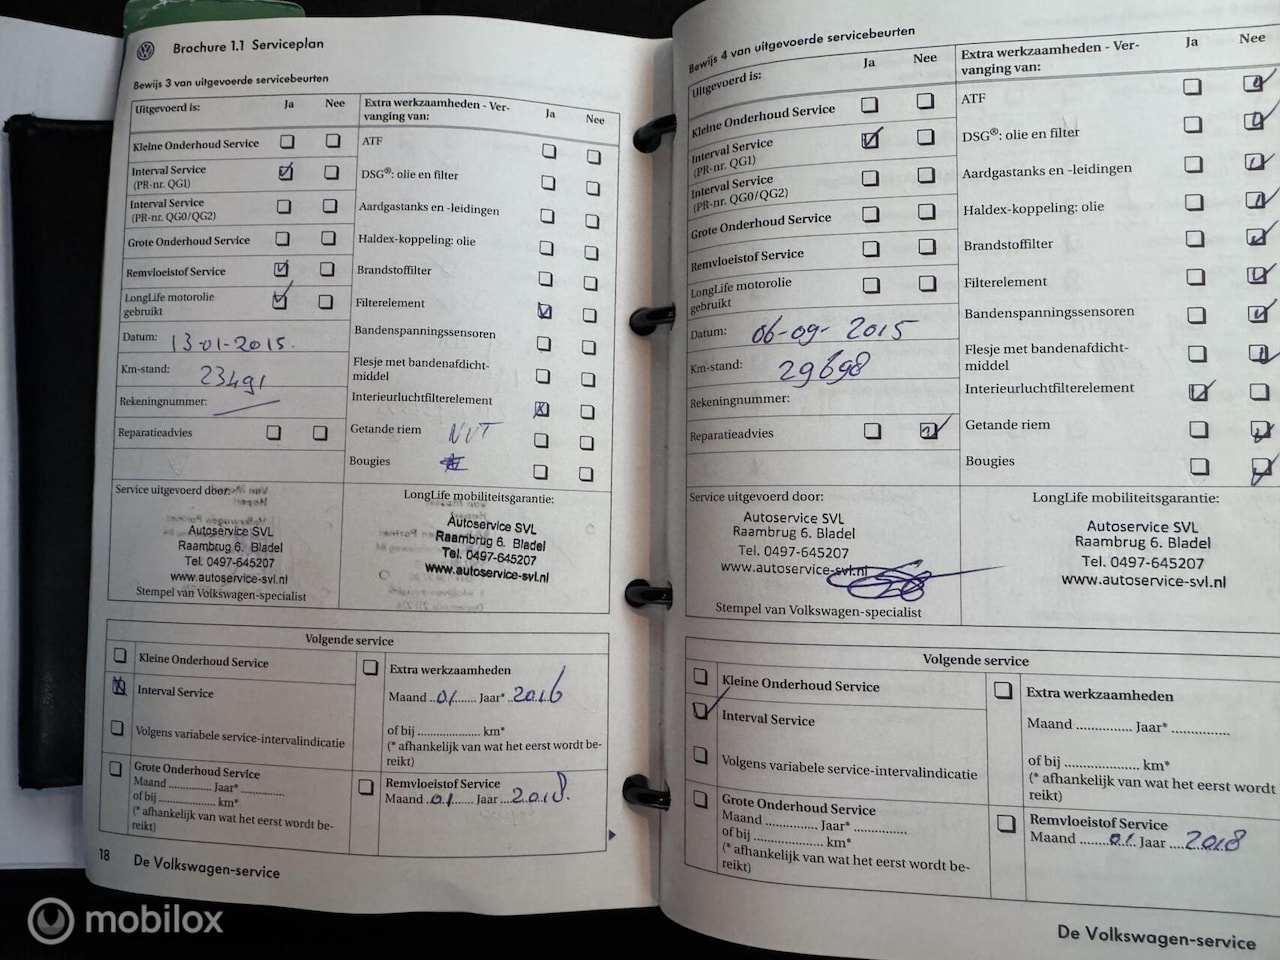 Brochure 1.1 Serviceplan
Bewijs 3 van uitgevoerde servicebeurten
Uitgevoerd is: Ja Nee
Kleine Onderhoud Service
Interval Service
(PR-nr. QG1)
Interval Service
(PR-nr. QG0/QG2)
Grote Onderhoud Service
Remvloeistof Service
LongLife motorolie
gebruikt
Datum: 13-01-2015.
Km-stand: 23491
Rekeningnummer:
Reparatieadvies
Extra werkzaamheden - Ver-
vanging van: Ja Nee
ATF
DSG®: olie en filter
Aardgastanks en -leidingen
Haldex-koppeling: olie
Brandstoffilter
Filterelement
Bandenspanningssensoren
Flesje met bandenafdicht-
middel
Interieurluchtfilterelement
Getande riem NVT
Bougies
Service uitgevoerd door:
Autoservice SVL
Raambrug 6. Bladel
Tel. 0497-645207
www.autoservice-svl.nl
Stempel van Volkswagen-specialist
LongLife mobiliteitsgarantie:
Autoservice SVL
Raambrug 6. Bladel
Tel. 0497-645207
www.autoservice-svl.nl
Volgende service
Kleine Onderhoud Service
Interval Service
Volgens variabele service-intervalindicatie
Grote Onderhoud Service
Maand .............. Jaar* ..............
of bij .................... km*
(* afhankelijk van wat het eerst wordt be-
reikt)
Extra werkzaamheden
Maand ..01....... Jaar* ..2016
of bij .................... km*
(* afhankelijk van wat het eerst wordt be-
reikt)
Remvloeistof Service
Maand ..01....... Jaar ...2018.
18 De Volkswagen-service
Bewijs 4 van uitgevoerde servicebeurten
Uitgevoerd is: Ja Nee
Kleine Onderhoud Service
Interval Service
(PR-nr. QG1)
Interval Service
(PR-nr. QG0/QG2)
Grote Onderhoud Service
Remvloeistof Service
LongLife motorolie
gebruikt
Datum: 06-09- 2015
Km-stand: 29698
Rekeningnummer:
Reparatieadvies
Extra werkzaamheden - Ver-
vanging van: Ja Nee
ATF
DSG®: olie en filter
Aardgastanks en -leidingen
Haldex-koppeling: olie
Brandstoffilter
Filterelement
Bandenspanningssensoren
Flesje met bandenafdicht-
middel
Interieurluchtfilterelement
Getande riem
Bougies
Service uitgevoerd door:
Autoservice SVL
Raambrug 6. Bladel
Tel. 0497-645207
www.autoservice-svl.nl
Stempel van Volkswagen-specialist
LongLife mobiliteitsgarantie:
Autoservice SVL
Raambrug 6. Bladel
Tel. 0497-645207
www.autoservice-svl.nl
Volgende service
Kleine Onderhoud Service
Interval Service
Volgens variabele service-intervalindicatie
Grote Onderhoud Service
Maand .............. Jaar* ..............
of bij .................... km*
(* afhankelijk van wat het eerst wordt be-
reikt)
Extra werkzaamheden
Maand .............. Jaar* ..............
of bij .................... km*
(* afhankelijk van wat het eerst wordt be-
reikt)
Remvloeistof Service
Maand .......01.. Jaar ....2018
De Volkswagen-service
mobilox